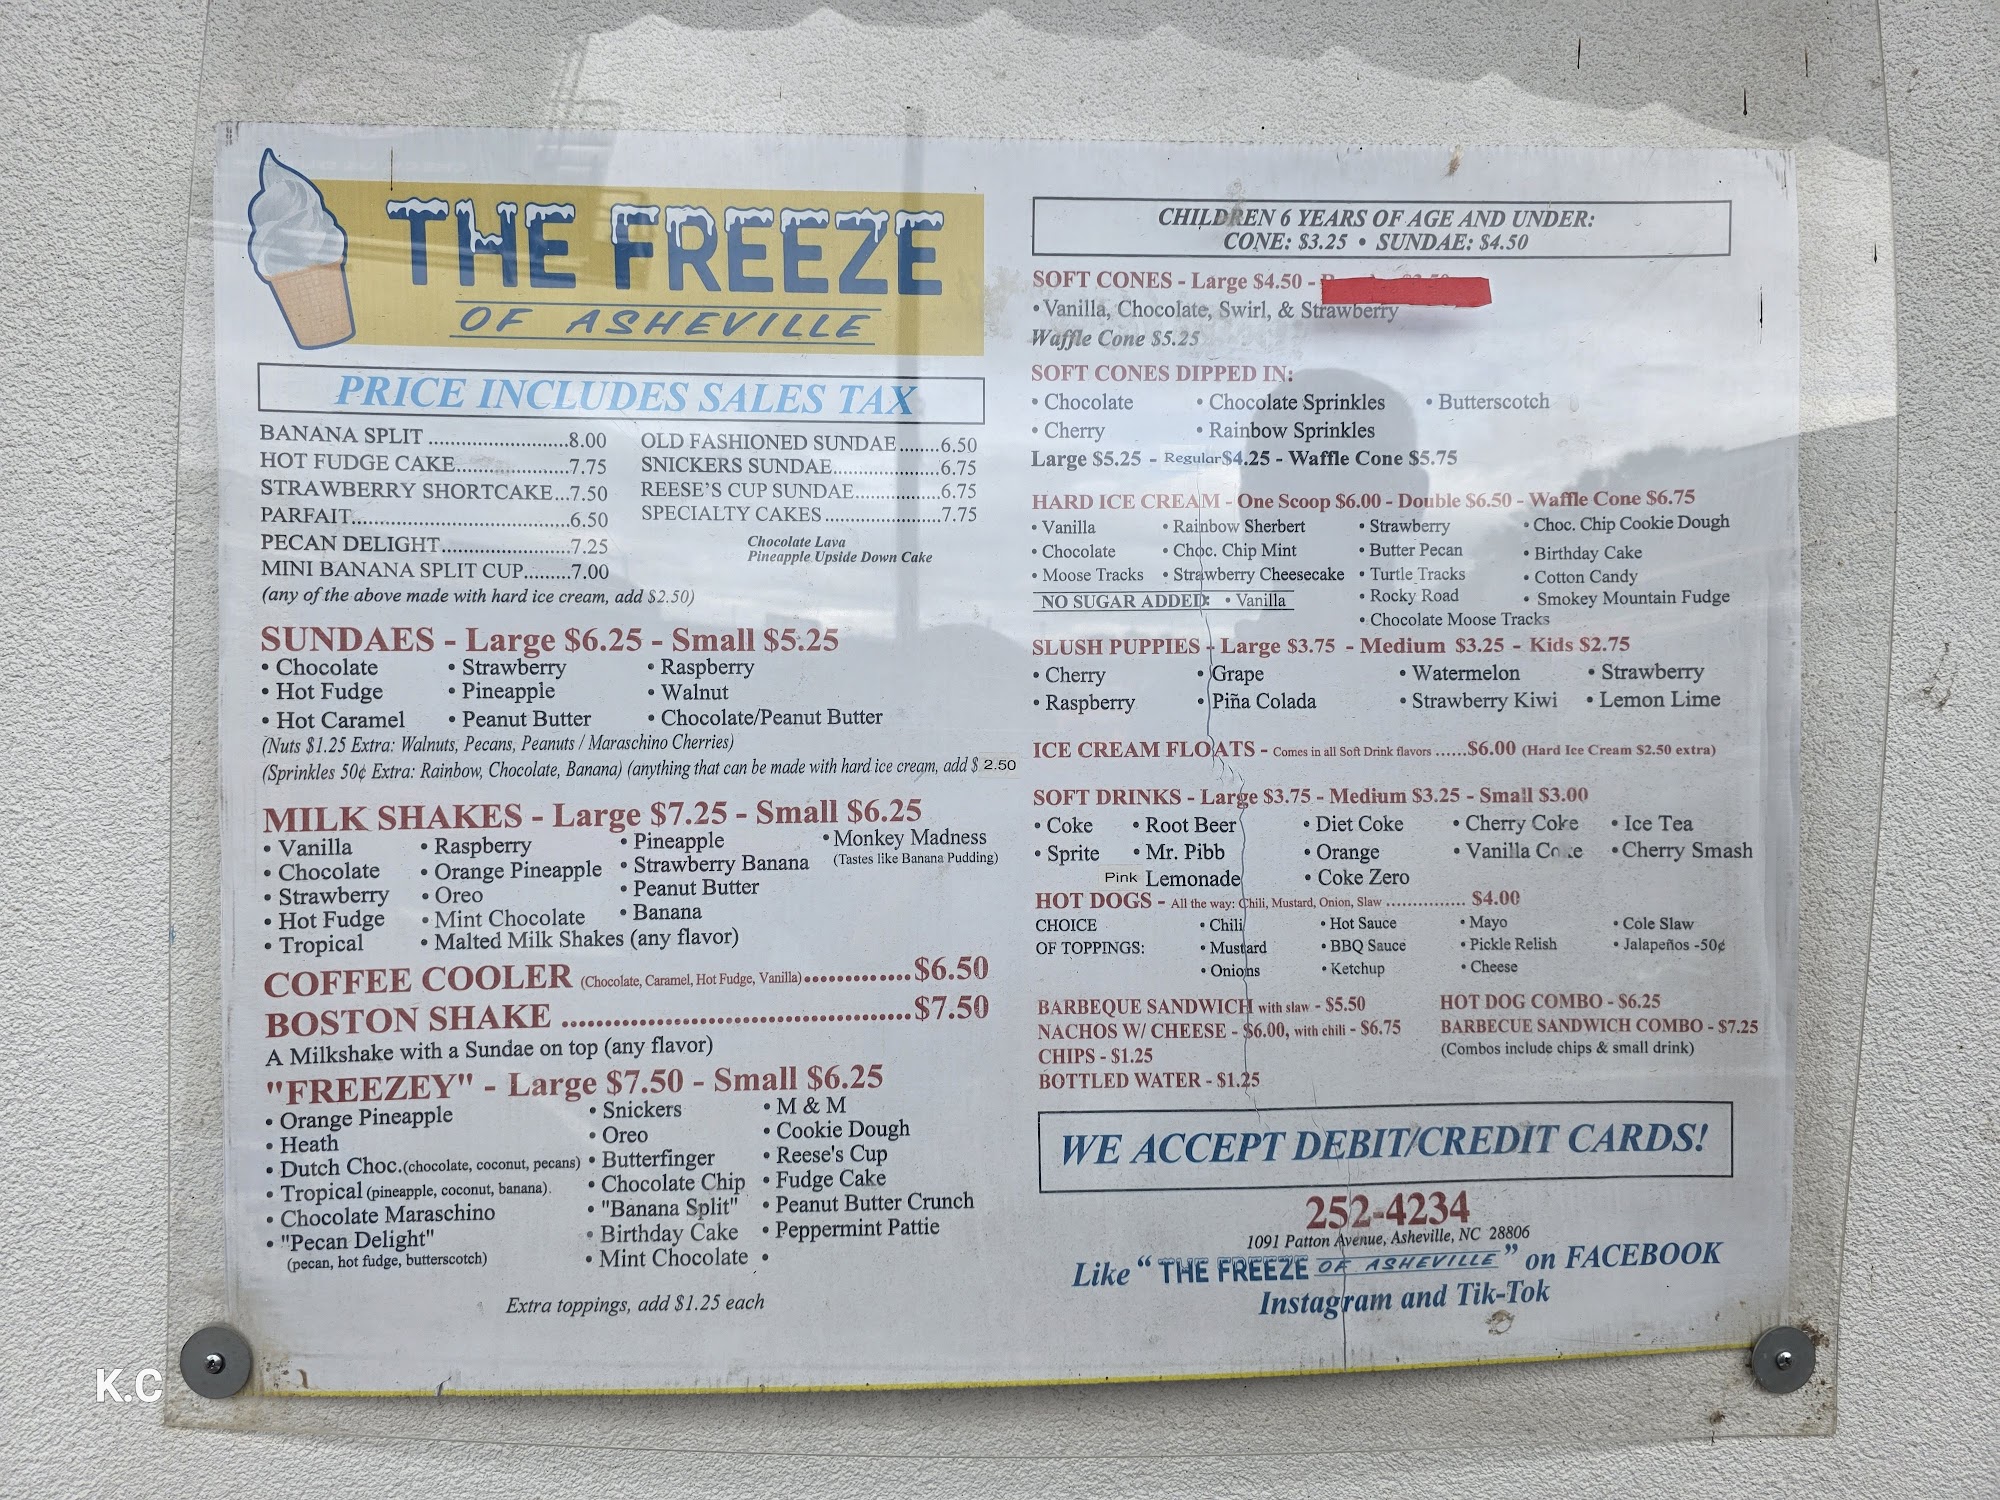 THE FREEZE
OF ASHEVILLE
PRICE INCLUDES SALES TAX
BANANA SPLIT ........................8.00
HOT FUDGE CAKE...................7.75
STRAWBERRY SHORTCAKE...7.50
PARFAIT.....................................6.50
PECAN DELIGHT......................7.25
MINI BANANA SPLIT CUP.........7.00
(any of the above made with hard ice cream, add $2.50)
OLD FASHIONED SUNDAE.......6.50
SNICKERS SUNDAE...................6.75
REESE'S CUP SUNDAE...............6.75
SPECIALTY CAKES ....................7.75
Chocolate Lava
Pineapple Upside Down Cake
SUNDAES - Large $6.25 - Small $5.25
• Chocolate • Strawberry • Raspberry
• Hot Fudge • Pineapple • Walnut
• Hot Caramel • Peanut Butter • Chocolate/Peanut Butter
(Nuts $1.25 Extra: Walnuts, Pecans, Peanuts / Maraschino Cherries)
(Sprinkles 50¢ Extra: Rainbow, Chocolate, Banana) (anything that can be made with hard ice cream, add $ 2.50
MILK SHAKES - Large $7.25 - Small $6.25
• Vanilla • Raspberry • Pineapple • Monkey Madness
• Chocolate • Orange Pineapple • Strawberry Banana (Tastes like Banana Pudding)
• Strawberry • Oreo • Peanut Butter
• Hot Fudge • Mint Chocolate • Banana
• Tropical • Malted Milk Shakes (any flavor)
COFFEE COOLER (Chocolate, Caramel, Hot Fudge, Vanilla).............$6.50
BOSTON SHAKE .........................................$7.50
A Milkshake with a Sundae on top (any flavor)
"FREEZEY" - Large $7.50 - Small $6.25
• Orange Pineapple • Snickers • M & M
• Heath • Oreo • Cookie Dough
• Dutch Choc.(chocolate, coconut, pecans) • Butterfinger • Reese's Cup
• Tropical (pineapple, coconut, banana). • Chocolate Chip • Fudge Cake
• Chocolate Maraschino • "Banana Split" • Peanut Butter Crunch
• "Pecan Delight" • Birthday Cake • Peppermint Pattie
(pecan, hot fudge, butterscotch) • Mint Chocolate •
Extra toppings, add $1.25 each
CHILDREN 6 YEARS OF AGE AND UNDER:
CONE: $3.25 • SUNDAE: $4.50
SOFT CONES - Large $4.50 -
• Vanilla, Chocolate, Swirl, & Strawberry
Waffle Cone $5.25
SOFT CONES DIPPED IN:
• Chocolate • Chocolate Sprinkles • Butterscotch
• Cherry • Rainbow Sprinkles
Large $5.25 - Regular $4.25 - Waffle Cone $5.75
HARD ICE CREAM - One Scoop $6.00 - Double $6.50 - Waffle Cone $6.75
• Vanilla • Rainbow Sherbert • Strawberry • Choc. Chip Cookie Dough
• Chocolate • Choc. Chip Mint • Butter Pecan • Birthday Cake
• Moose Tracks • Strawberry Cheesecake • Turtle Tracks • Cotton Candy
NO SUGAR ADDED: • Vanilla • Rocky Road • Smokey Mountain Fudge
• Chocolate Moose Tracks
SLUSH PUPPIES - Large $3.75 - Medium $3.25 - Kids $2.75
• Cherry • Grape • Watermelon • Strawberry
• Raspberry • Piña Colada • Strawberry Kiwi • Lemon Lime
ICE CREAM FLOATS - Comes in all Soft Drink flavors ......$6.00 (Hard Ice Cream $2.50 extra)
SOFT DRINKS - Large $3.75 - Medium $3.25 - Small $3.00
• Coke • Root Beer • Diet Coke • Cherry Coke • Ice Tea
• Sprite • Mr. Pibb • Orange • Vanilla Coke • Cherry Smash
Pink Lemonade • Coke Zero
HOT DOGS - All the way: Chili, Mustard, Onion, Slaw ............... $4.00
CHOICE • Chili • Hot Sauce • Mayo • Cole Slaw
OF TOPPINGS: • Mustard • BBQ Sauce • Pickle Relish • Jalapeños -50¢
• Onions • Ketchup • Cheese
BARBEQUE SANDWICH with slaw - $5.50
NACHOS W/ CHEESE - $6.00, with chili - $6.75
CHIPS - $1.25
BOTTLED WATER - $1.25
HOT DOG COMBO - $6.25
BARBECUE SANDWICH COMBO - $7.25
(Combos include chips & small drink)
WE ACCEPT DEBIT/CREDIT CARDS!
252-4234
1091 Patton Avenue, Asheville, NC 28806
Like "THE FREEZE OF ASHEVILLE" on FACEBOOK
Instagram and Tik-Tok
K.C